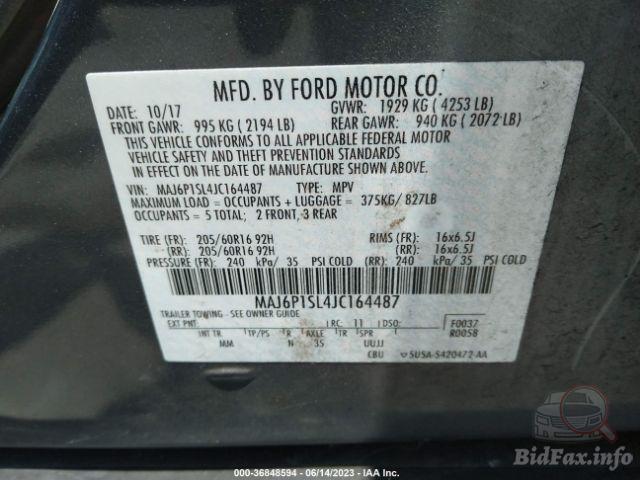 MFD. BY FORD MOTOR CO.
DATE: 10/17 GVWR: 1929 KG ( 4253 LB)
FRONT GAWR: 995 KG ( 2194 LB) REAR GAWR: 940 KG ( 2072 LB)
THIS VEHICLE CONFORMS TO ALL APPLICABLE FEDERAL MOTOR
VEHICLE SAFETY AND THEFT PREVENTION STANDARDS
IN EFFECT ON THE DATE OF MANUFACTURE SHOWN ABOVE.
VIN: MAJ6P1SL4JC164487 TYPE: MPV
MAXIMUM LOAD = OCCUPANTS + LUGGAGE = 375KG/ 827LB
OCCUPANTS = 5 TOTAL; 2 FRONT, 3 REAR
TIRE (FR): 205/60R16 92H RIMS (FR): 16x6.5J
(RR): 205/60R16 92H (RR): 16x6.5J
PRESSURE (FR): 240 kPa/ 35 PSI COLD (RR): 240 kPa/ 35 PSI COLD
MAJ6P1SL4JC164487
TRAILER TOWING - SEE OWNER GUIDE
EXT PNT: RC: 11 DSO: F0037
INT TR TP/PS R AXLE TR SPR R0058
MM N 35 UUJJ
CBU SUSA-5420472-AA
BidFax.info
© 36848594 - 06/14/2023 - IAA Inc.